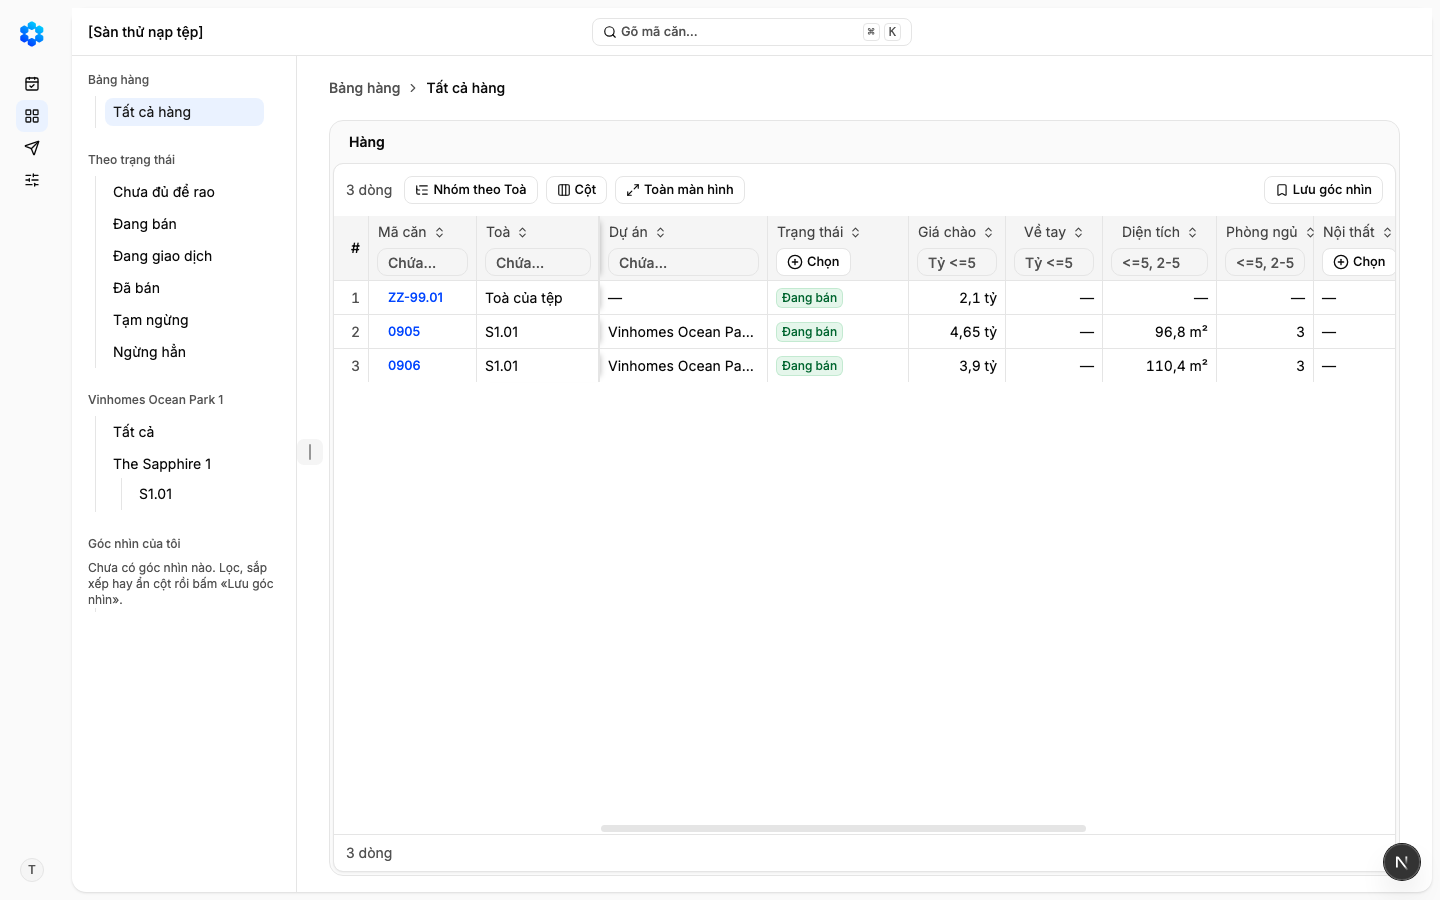 [Sàn thử nạp tệp]
Gõ mã căn...
⌘ K
Bảng hàng
Tất cả hàng
Theo trạng thái
Chưa đủ để rao
Đang bán
Đang giao dịch
Đã bán
Tạm ngừng
Ngừng hẳn
Vinhomes Ocean Park 1
Tất cả
The Sapphire 1
S1.01
Góc nhìn của tôi
Chưa có góc nhìn nào. Lọc, sắp
xếp hay ẩn cột rồi bấm «Lưu góc
nhìn».
T
Bảng hàng > Tất cả hàng
Hàng
3 dòng Nhóm theo Toà Cột Toàn màn hình Lưu góc nhìn
# Mã căn Toà Dự án Trạng thái Giá chào Về tay Diện tích Phòng ngủ Nội thất
Chứa... Chứa... Chứa... Chọn Tỷ <=5 Tỷ <=5 <=5, 2-5 <=5, 2-5 Chọn
1 ZZ-99.01 Toà của tệp — Đang bán 2,1 tỷ — — — —
2 0905 S1.01 Vinhomes Ocean Pa... Đang bán 4,65 tỷ — 96,8 m² 3 —
3 0906 S1.01 Vinhomes Ocean Pa... Đang bán 3,9 tỷ — 110,4 m² 3 —
3 dòng
N